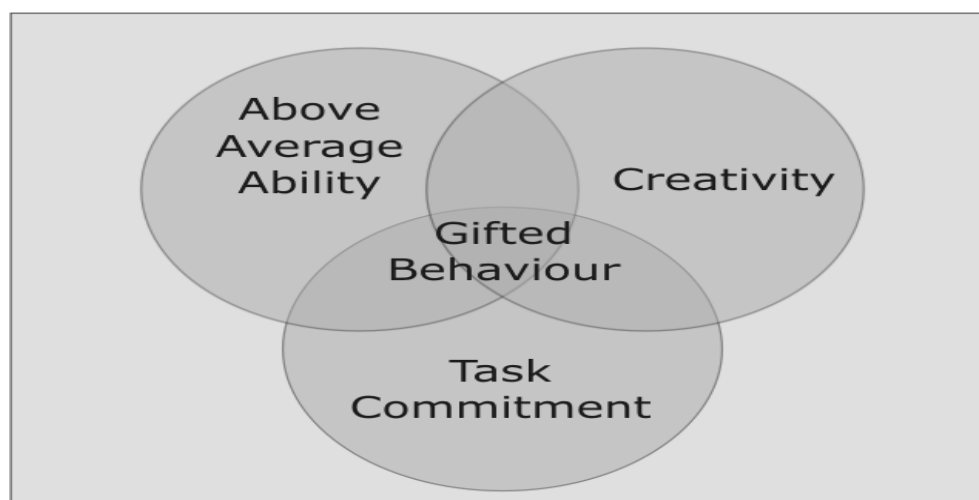 Above
Average
Ability
Creativity
Gifted
Behaviour
Task
Commitment